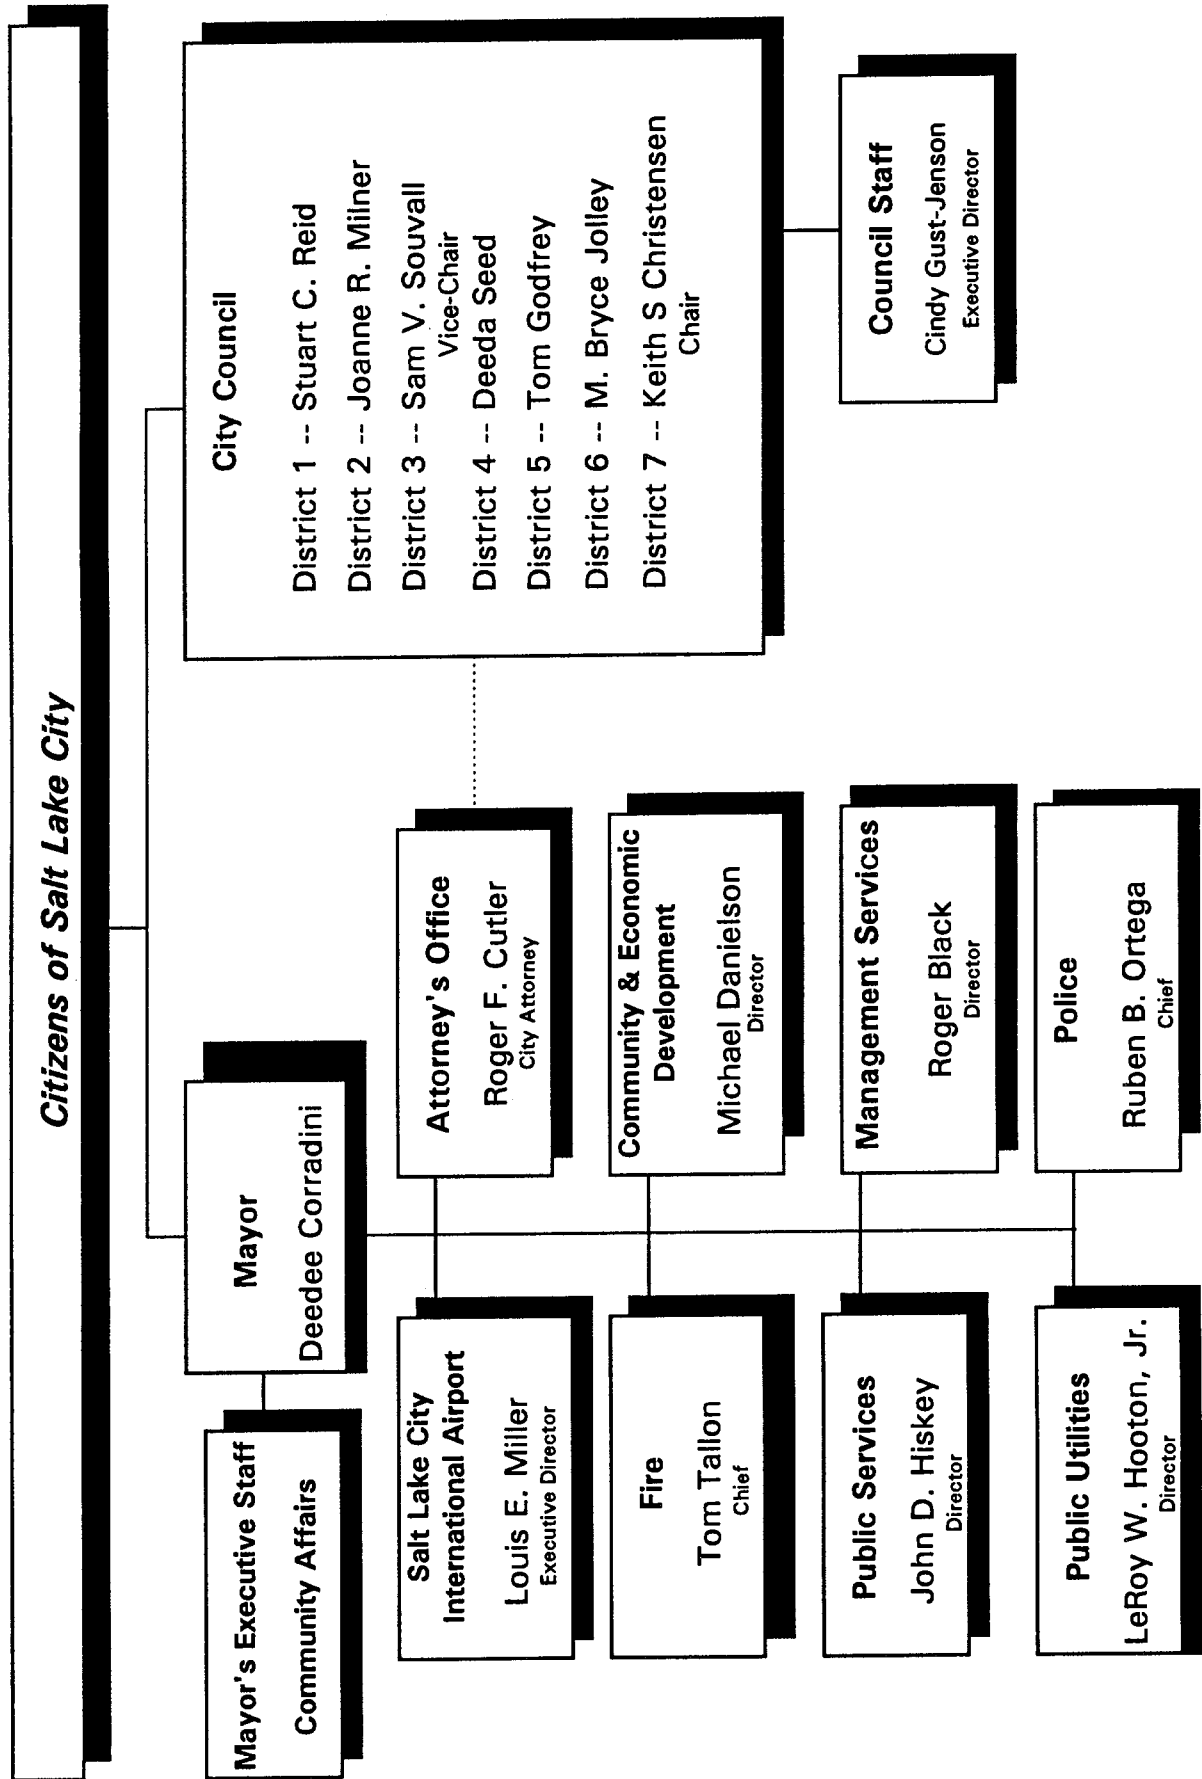 Citizens of Salt Lake City
Mayor's Executive Staff
Community Affairs
Mayor
Deedee Corradini
City Council
District 1 -- Stuart C. Reid
District 2 -- Joanne R. Milner
District 3 -- Sam V. Souvall
Vice-Chair
District 4 -- Deeda Seed
District 5 -- Tom Godfrey
District 6 -- M. Bryce Jolley
District 7 -- Keith S Christensen
Chair
Council Staff
Cindy Gust-Jenson
Executive Director
Salt Lake City
International Airport
Louis E. Miller
Executive Director
Attorney's Office
Roger F. Cutler
City Attorney
Fire
Tom Tallon
Chief
Community & Economic
Development
Michael Danielson
Director
Public Services
John D. Hiskey
Director
Management Services
Roger Black
Director
Public Utilities
LeRoy W. Hooton, Jr.
Director
Police
Ruben B. Ortega
Chief